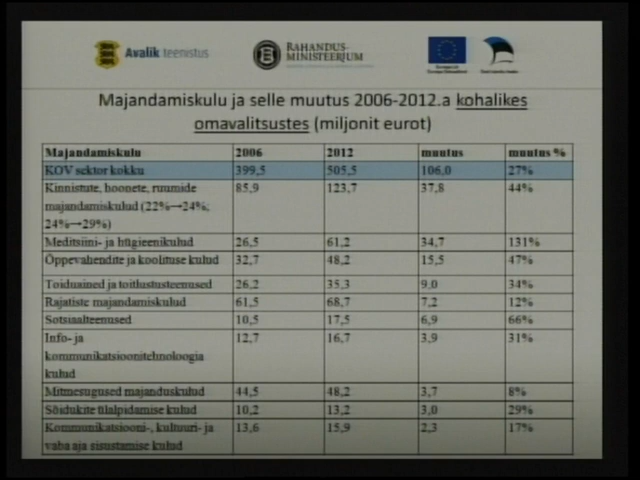 Avalik teenistus
RAHANDUS-
MINISTEERIUM
Majandamiskulu ja selle muutus 2006-2012.a kohalikes
omavalitsustes (miljonit eurot)
Majandamiskulu 2006 2012 muutus muutus %
KOV sektor kokku 399,5 505,5 106,0 27%
Kinnistute, hoonete, ruumide 85,9 123,7 37,8 44%
majandamiskulud (22%→24%;
24%→29%)
Meditsiini- ja hügieenikulud 26,5 61,2 34,7 131%
Õppevahendite ja koolituse kulud 32,7 48,2 15,5 47%
Toiduained ja toitlustusteenused 26,2 35,3 9,0 34%
Rajatiste majandamiskulud 61,5 68,7 7,2 12%
Sotsiaalteenused 10,5 17,5 6,9 66%
Info- ja 12,7 16,7 3,9 31%
kommunikatsioonitehnoloogia
kulud
Mitmesugused majanduskulud 44,5 48,2 3,7 8%
Sõidukite ülalpidamise kulud 10,2 13,2 3,0 29%
Kommunikatsiooni-, kultuuri- ja 13,6 15,9 2,3 17%
vaba aja sisustamise kulud